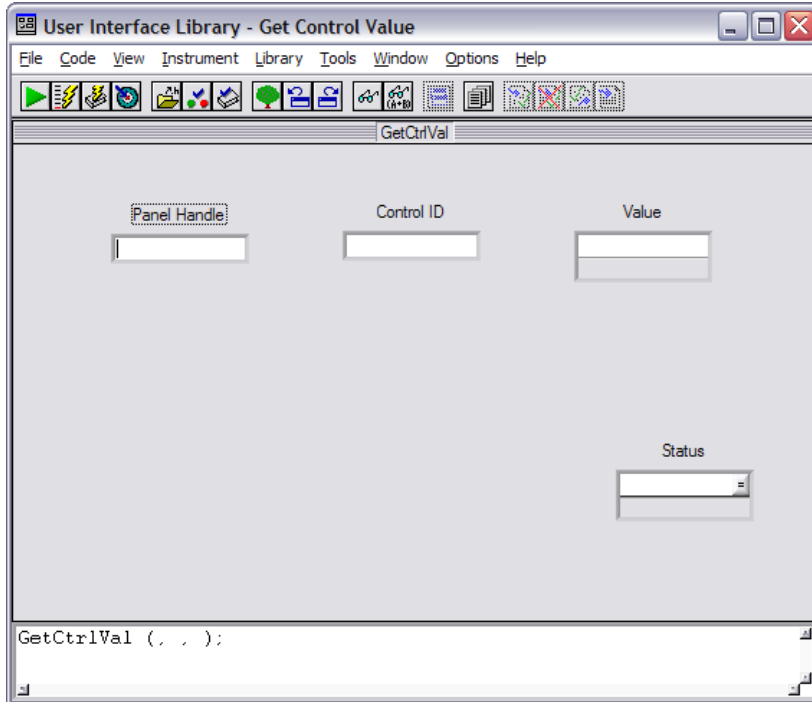 User Interface Library - Get Control Value
File Code View Instrument Library Tools Window Options Help
GetCtrlVal
Panel Handle Control ID Value
Status
=
GetCtrlVal (, , );